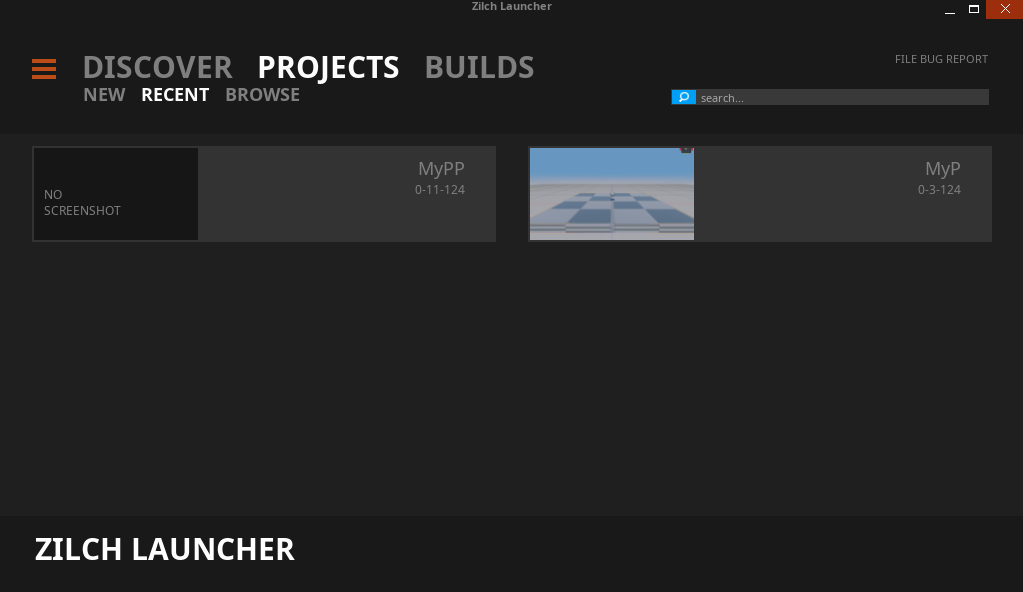 Zilch Launcher
DISCOVER PROJECTS BUILDS
FILE BUG REPORT
NEW RECENT BROWSE
search...
MyPP
0-11-124
NO
SCREENSHOT
MyP
0-3-124
ZILCH LAUNCHER